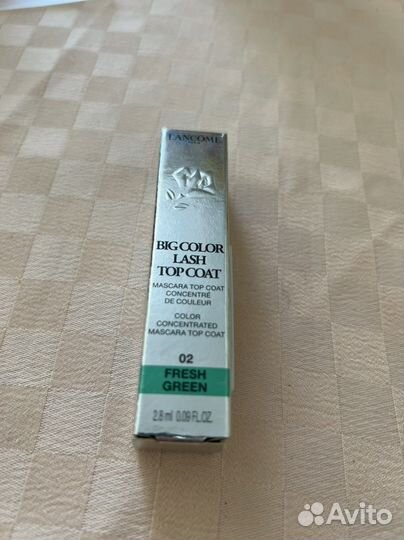 LANCÔME
BIG COLOR
LASH
TOP COAT
MASCARA TOP COAT
CONCENTRÉ
DE COULEUR
COLOR
CONCENTRATED
MASCARA TOP COAT
02
FRESH
GREEN
2.8 ml 0.09 FL.OZ.
Avito